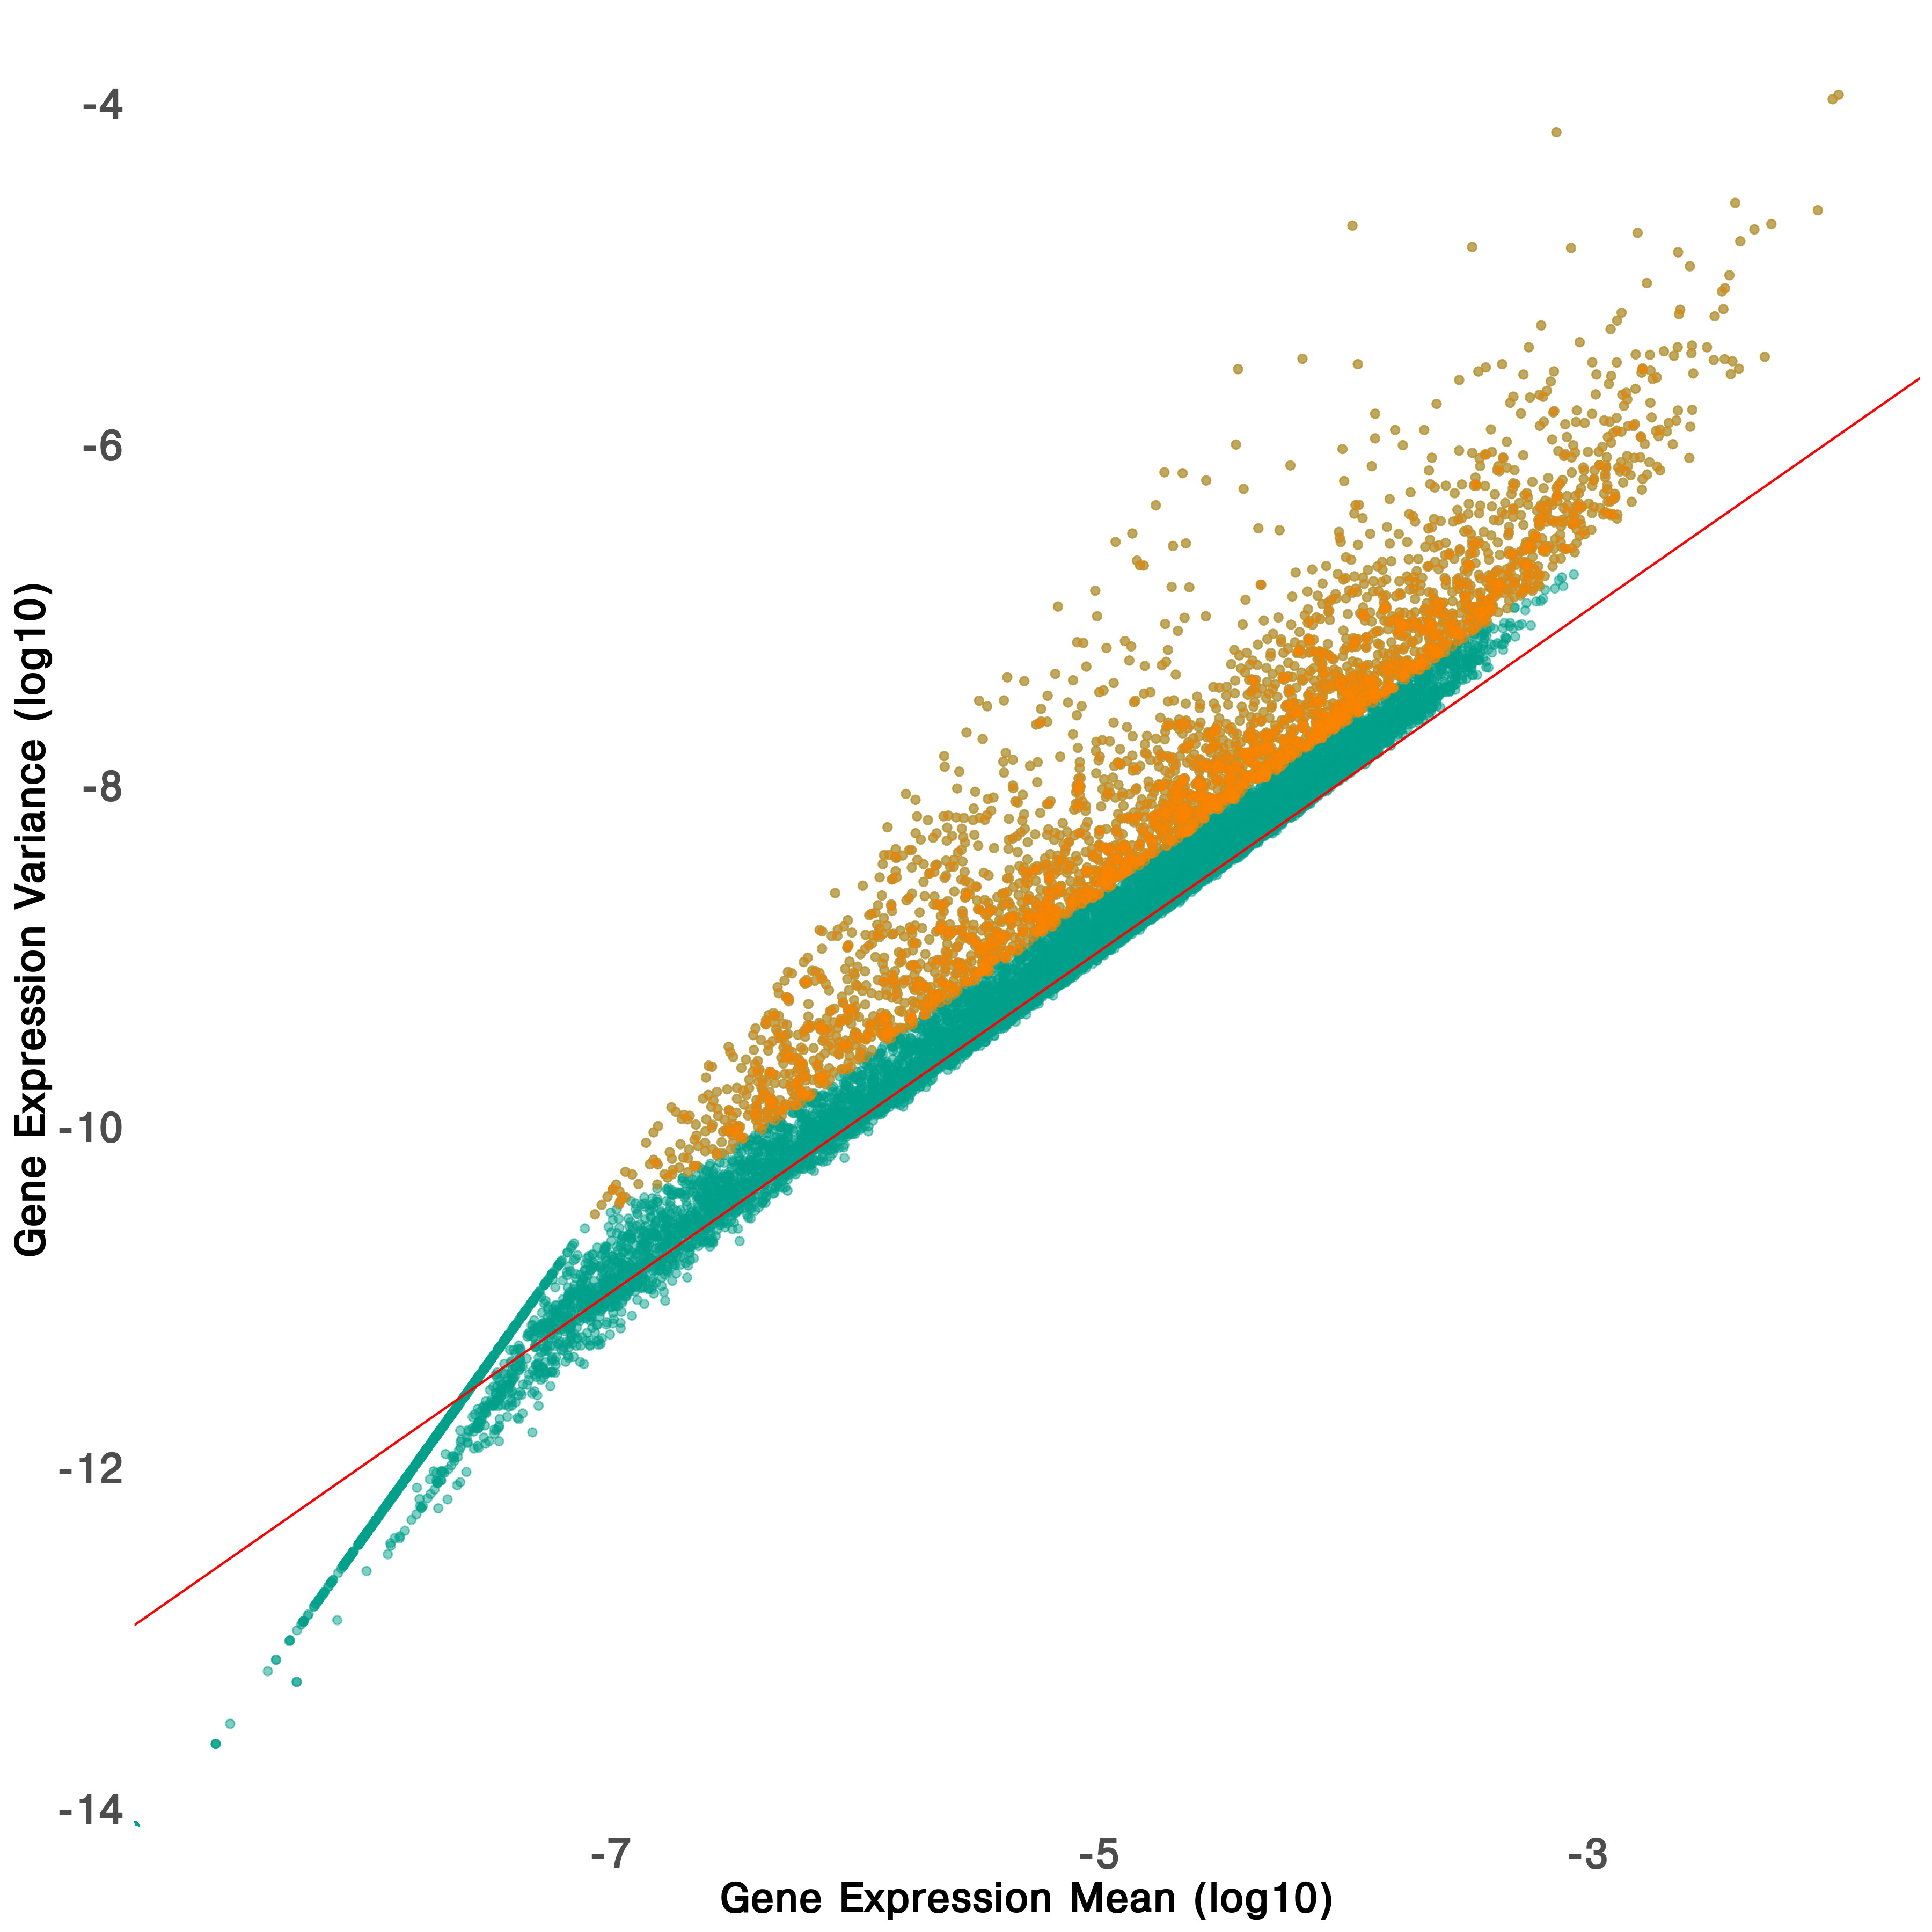 Gene Expression Variance (log10)
-4
-6
-8
-10
-12
-14
-7 -5 -3
Gene Expression Mean (log10)